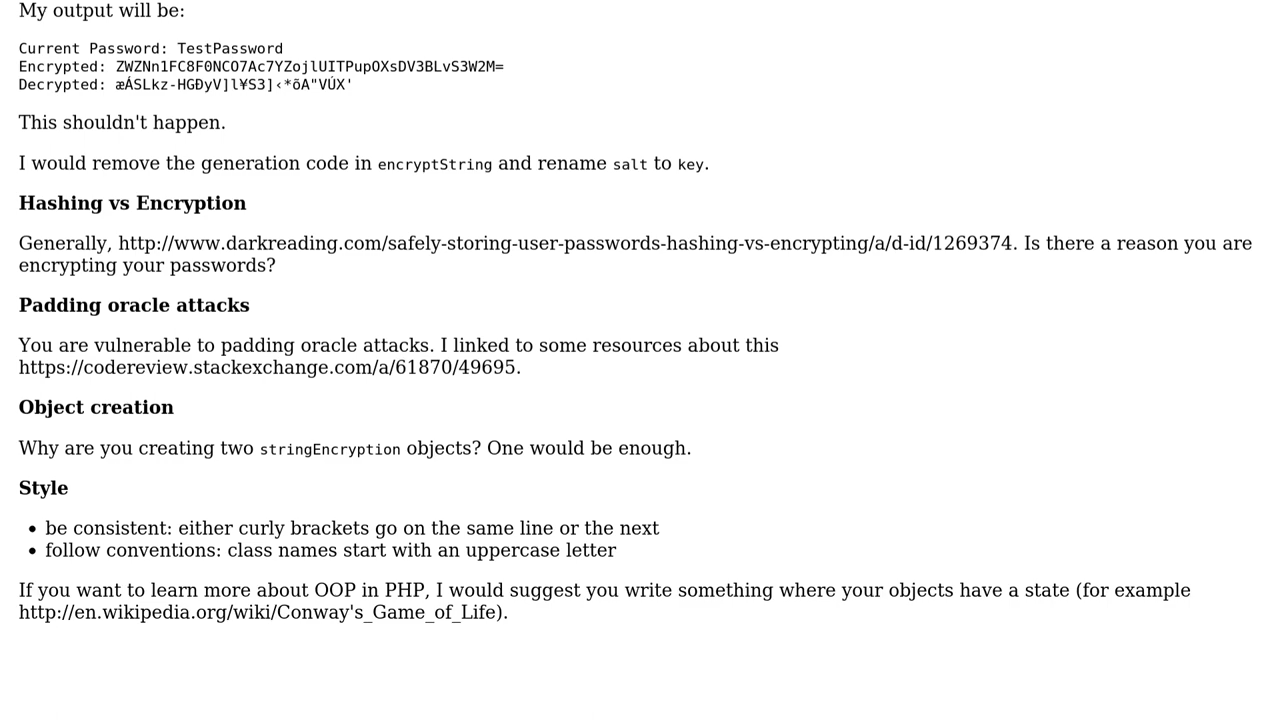 My output will be:
Current Password: TestPassword
Encrypted: ZWZNn1FC8F0NCO7Ac7YZojlUITPupOXsDV3BLvS3W2M=
Decrypted: æÁSLkz-HGÐyV]l¥S3]‹*õA"VÚX'
This shouldn't happen.
I would remove the generation code in encryptString and rename salt to key.
Hashing vs Encryption
Generally, http://www.darkreading.com/safely-storing-user-passwords-hashing-vs-encrypting/a/d-id/1269374. Is there a reason you are
encrypting your passwords?
Padding oracle attacks
You are vulnerable to padding oracle attacks. I linked to some resources about this
https://codereview.stackexchange.com/a/61870/49695.
Object creation
Why are you creating two stringEncryption objects? One would be enough.
Style
• be consistent: either curly brackets go on the same line or the next
• follow conventions: class names start with an uppercase letter
If you want to learn more about OOP in PHP, I would suggest you write something where your objects have a state (for example
http://en.wikipedia.org/wiki/Conway's_Game_of_Life).